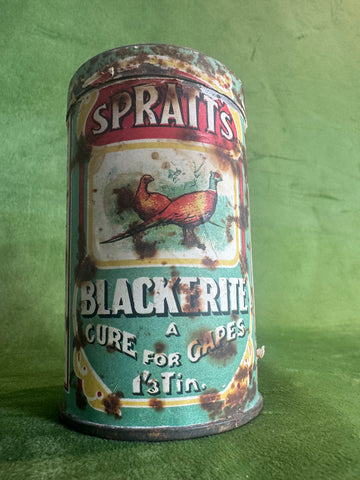 SPRATT'S
BLACKERITE
A
CURE FOR GAPES
1'3 Tin.